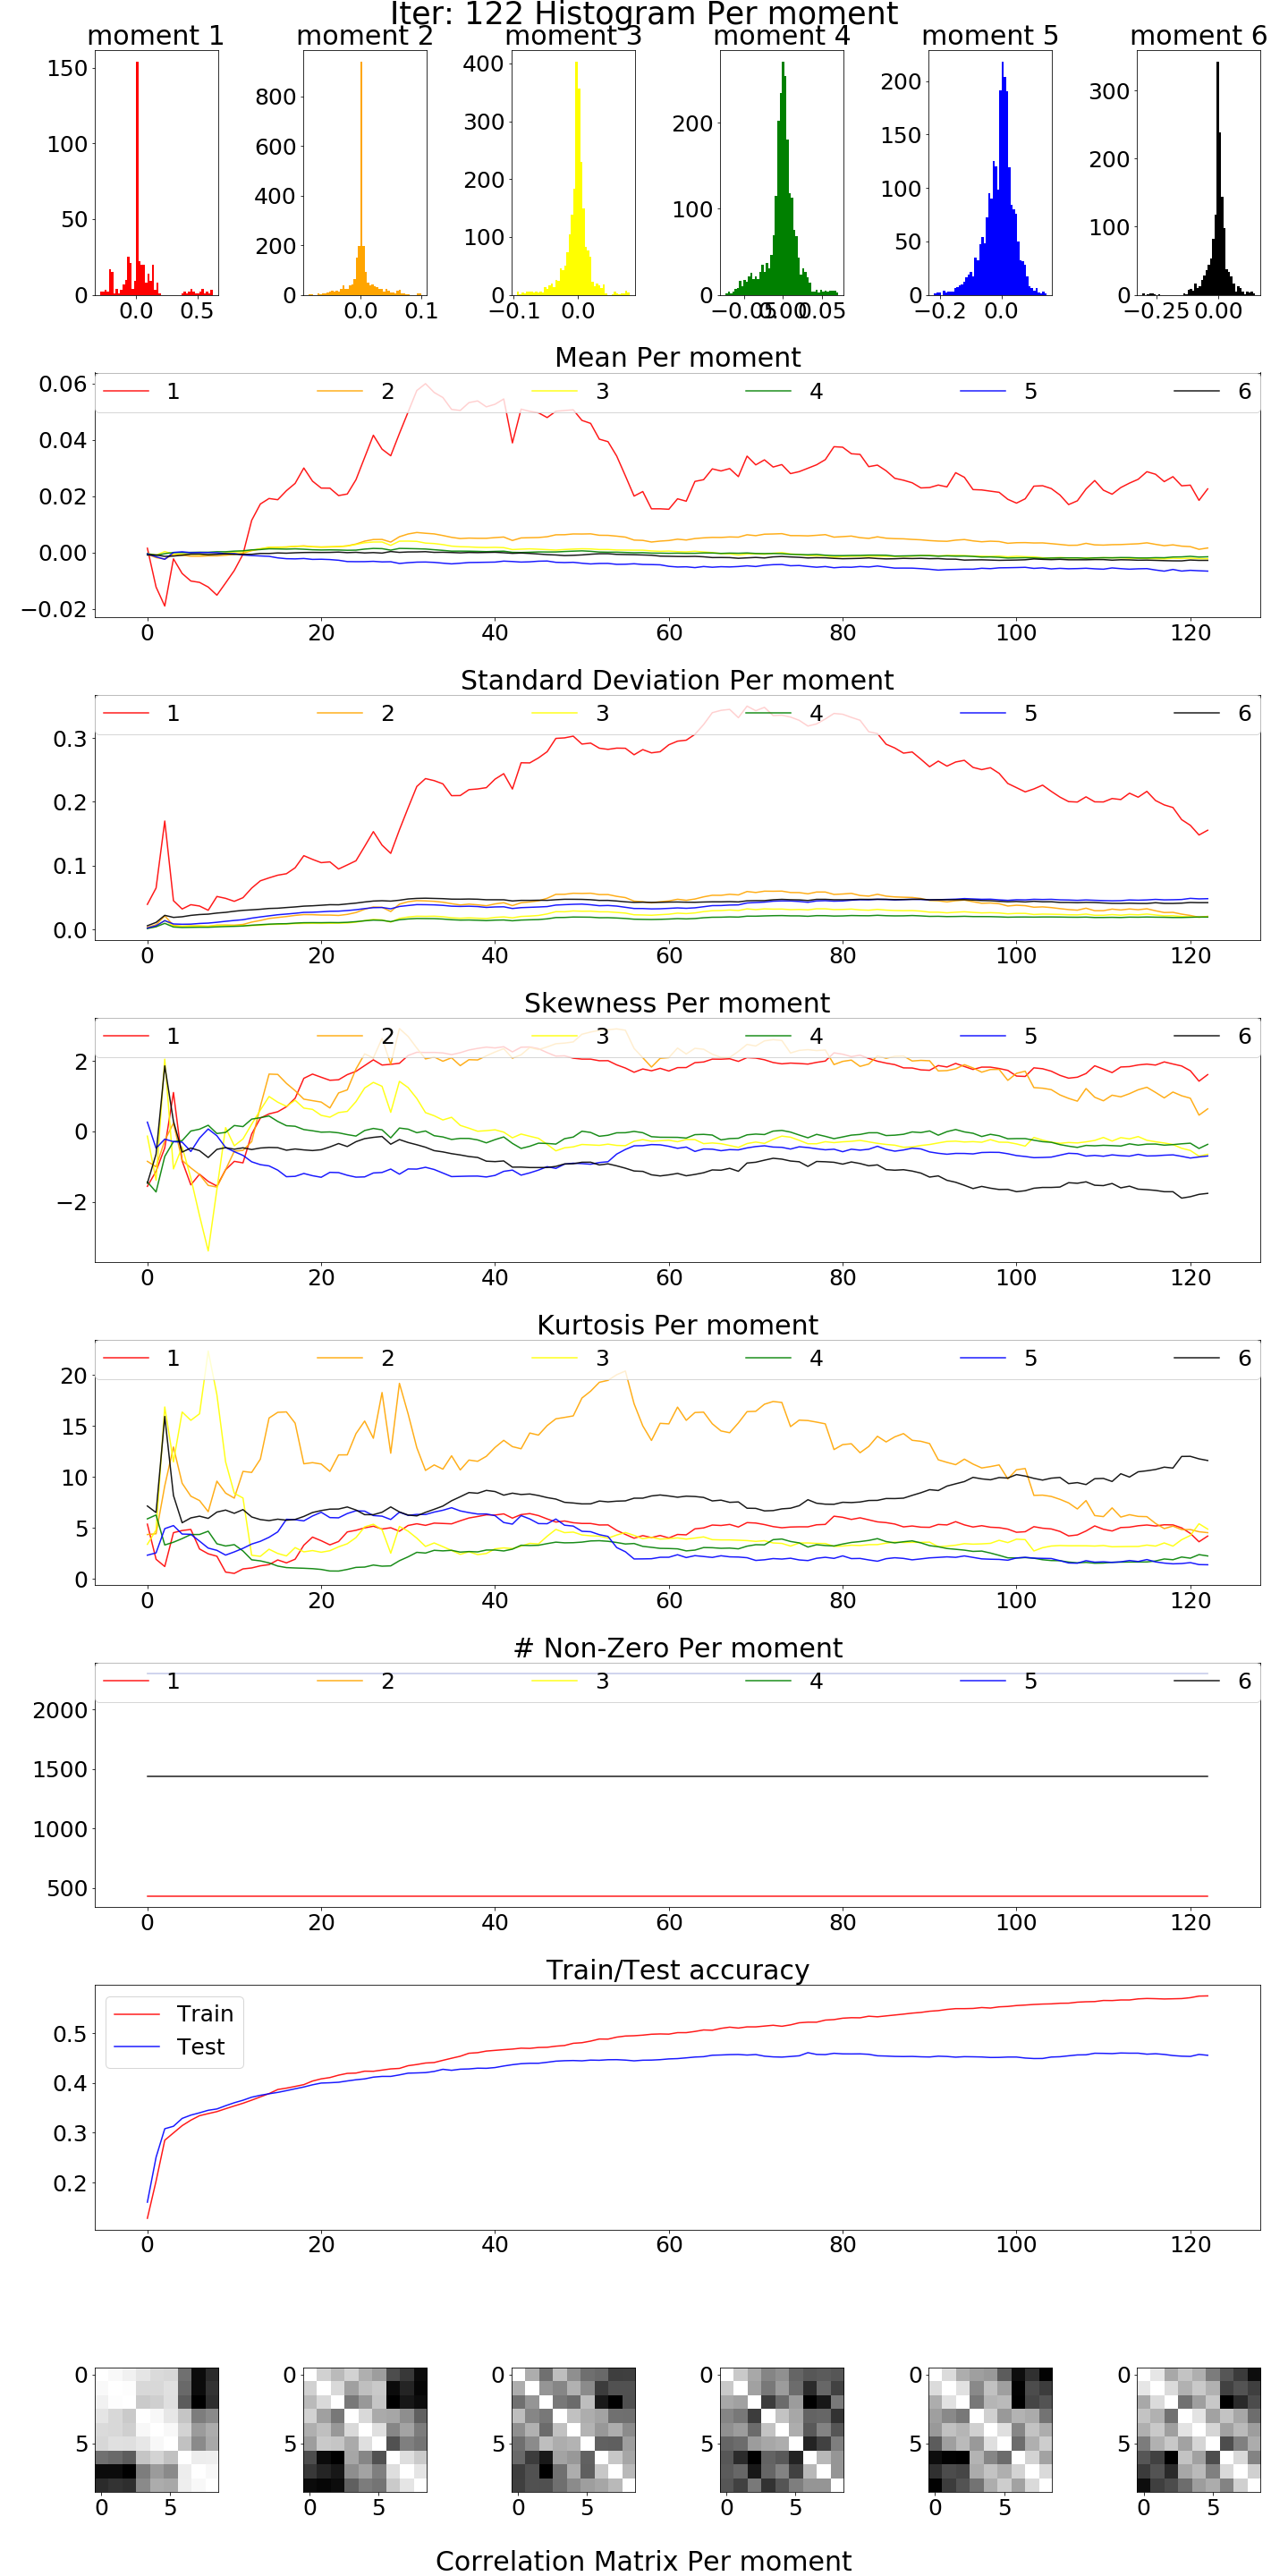 Iter: 122 Histogram Per moment
moment 1 moment 2 moment 3 moment 4 moment 5 moment 6
150 100 50 0
0.0 0.5
800 600 400 200 0
0.0 0.1
400 300 200 100 0
−0.1 0.0
200 100 0
−0.05 0.00 0.05
200 150 100 50 0
−0.2 0.0
300 200 100 0
−0.25 0.00
Mean Per moment
1 2 3 4 5 6
0.06
0.04
0.02
0.00
−0.02
0 20 40 60 80 100 120
Standard Deviation Per moment
1 2 3 4 5 6
0.3
0.2
0.1
0.0
0 20 40 60 80 100 120
Skewness Per moment
1 2 3 4 5 6
2
0
−2
0 20 40 60 80 100 120
Kurtosis Per moment
1 2 3 4 5 6
20
15
10
5
0
0 20 40 60 80 100 120
# Non-Zero Per moment
1 2 3 4 5 6
2000
1500
1000
500
0 20 40 60 80 100 120
Train/Test accuracy
Train
Test
0.5
0.4
0.3
0.2
0 20 40 60 80 100 120
0 0 0 0 0 0
5 5 5 5 5 5
0 5 0 5 0 5 0 5 0 5 0 5
Correlation Matrix Per moment